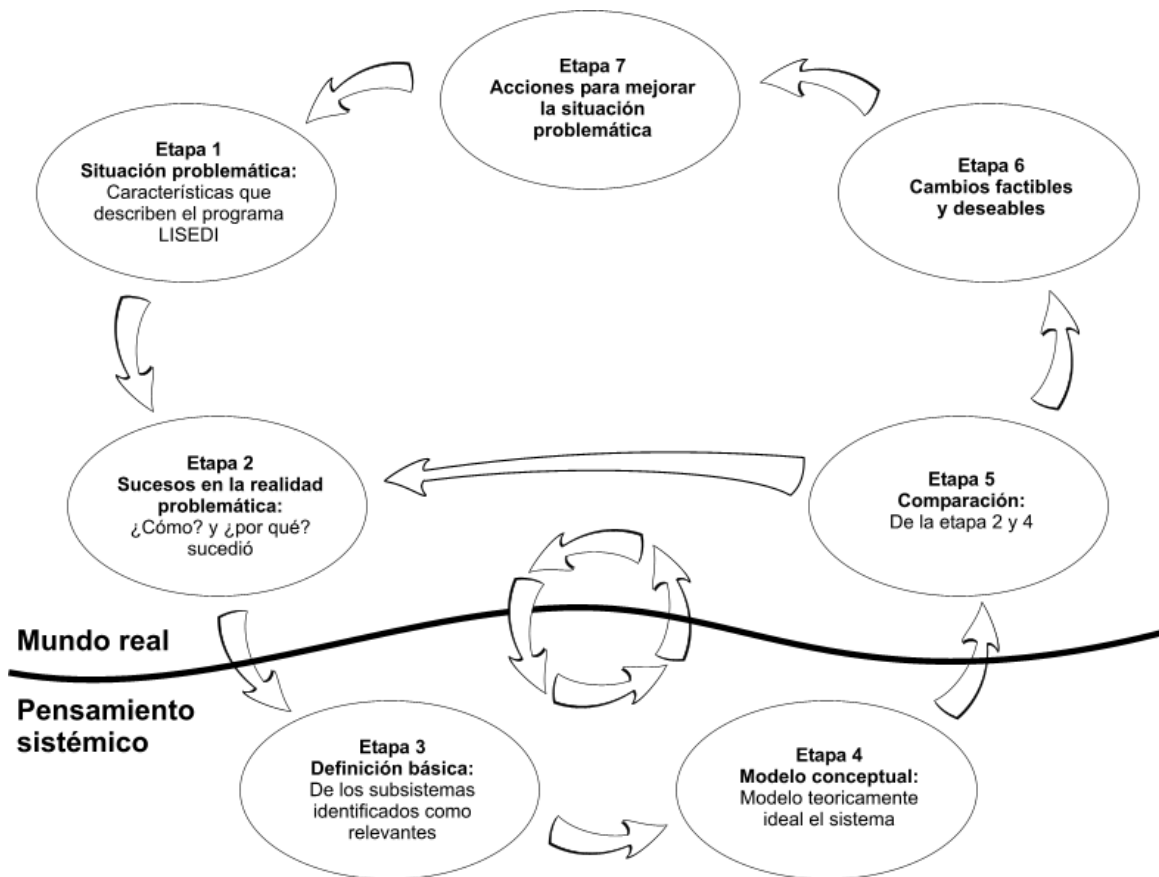 Etapa 7
Acciones para mejorar
la situación
problemática
Etapa 1
Situación problemática:
Características que
describen el programa
LISEDI
Etapa 6
Cambios factibles
y deseables
Etapa 2
Sucesos en la realidad
problemática:
¿Cómo? y ¿por qué?
sucedió
Etapa 5
Comparación:
De la etapa 2 y 4
Mundo real
Pensamiento
sistémico
Etapa 3
Definición básica:
De los subsistemas
identificados como
relevantes
Etapa 4
Modelo conceptual:
Modelo teoricamente
ideal el sistema